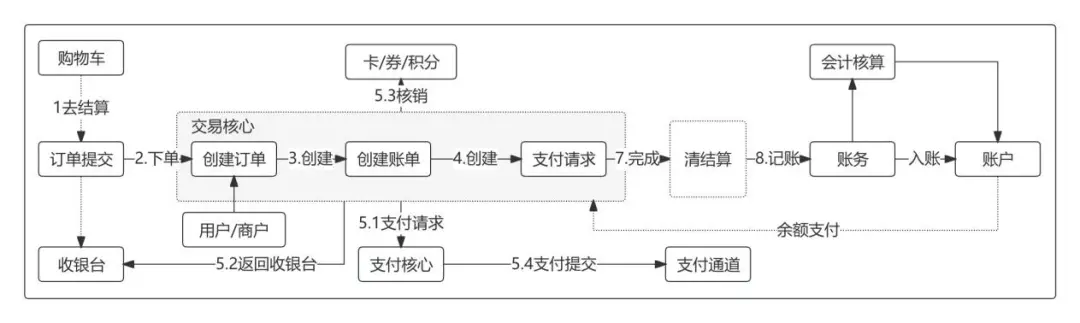 购物车
卡/券/积分
会计核算
1去结算
5.3核销
交易核心
订单提交
2.下单
创建订单
3.创建
创建账单
4.创建
支付请求
7.完成
清结算
8.记账
账务
入账
账户
用户/商户
5.1支付请求
余额支付
收银台
5.2返回收银台
支付核心
5.4支付提交
支付通道